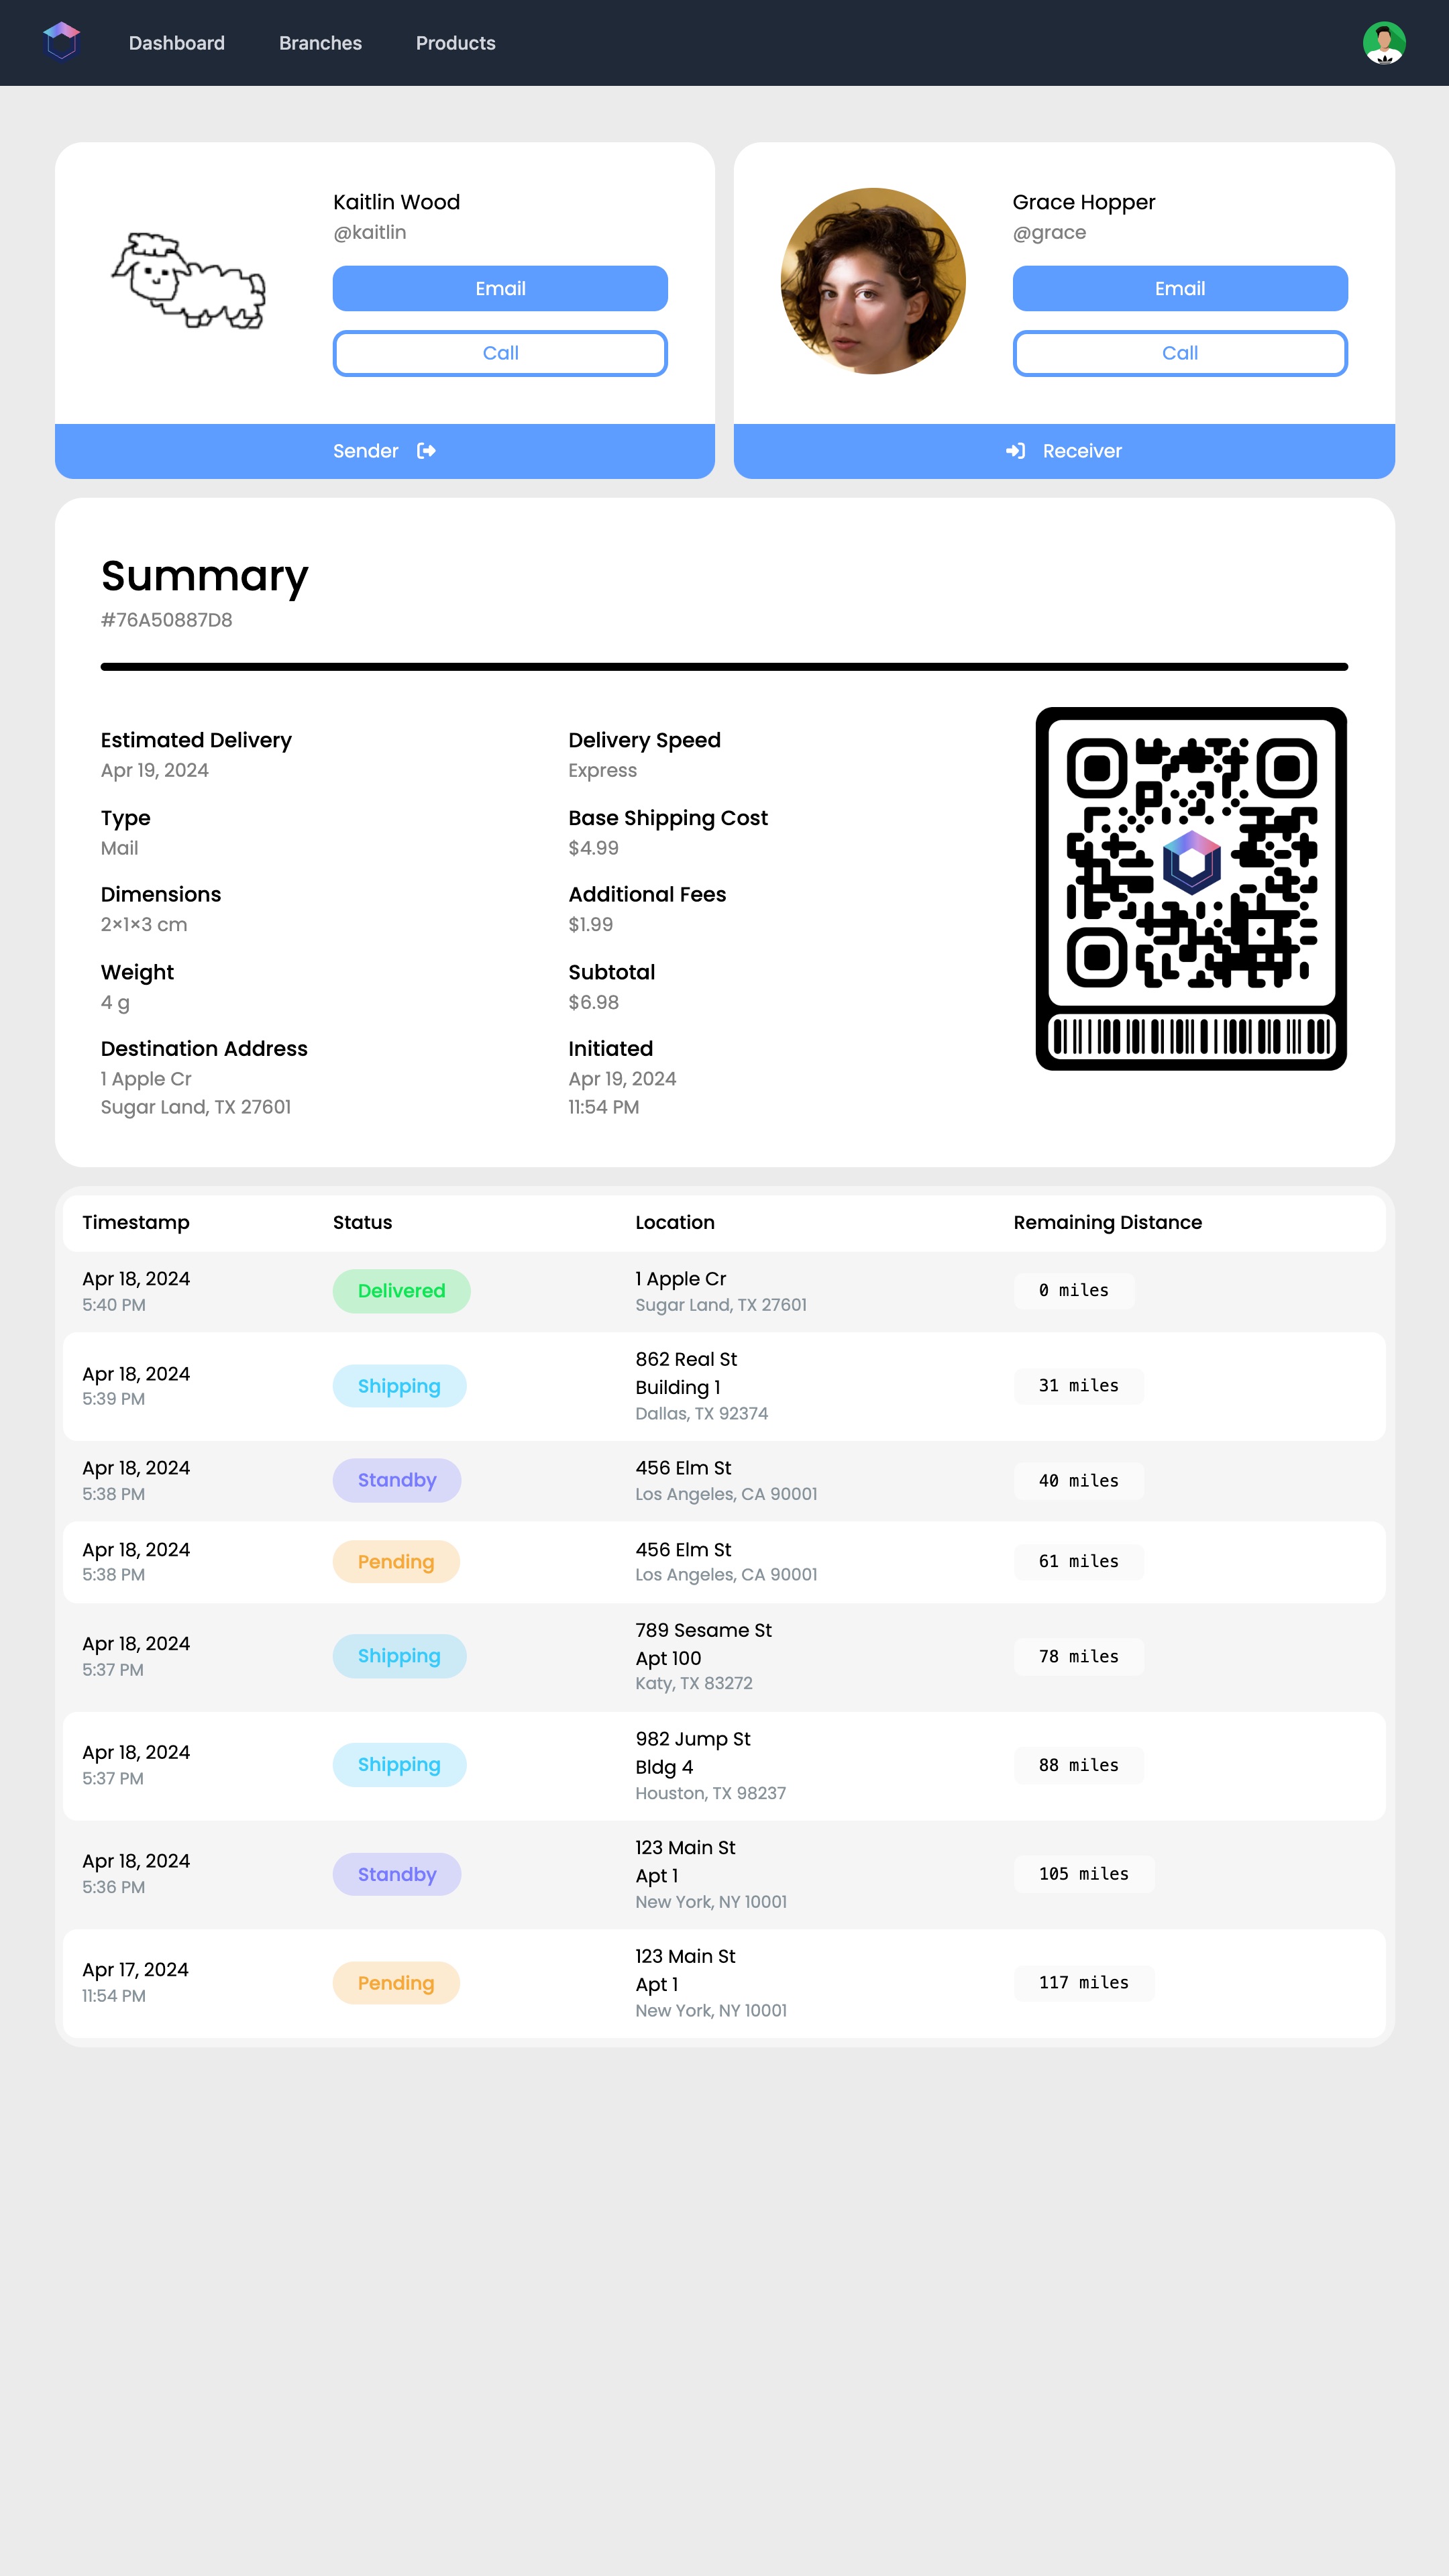 Dashboard
Branches
Products
Kaitlin Wood
@kaitlin
Email
Call
Sender
Grace Hopper
@grace
Email
Call
Receiver
Summary
#76A50887D8
Estimated Delivery
Apr 19, 2024
Type
Mail
Dimensions
2×1×3 cm
Weight
4 g
Destination Address
1 Apple Cr
Sugar Land, TX 27601
Delivery Speed
Express
Base Shipping Cost
$4.99
Additional Fees
$1.99
Subtotal
$6.98
Initiated
Apr 19, 2024
11:54 PM
Timestamp Status Location Remaining Distance
Apr 18, 2024
5:40 PM
Delivered
1 Apple Cr
Sugar Land, TX 27601
0 miles
Apr 18, 2024
5:39 PM
Shipping
862 Real St
Building 1
Dallas, TX 92374
31 miles
Apr 18, 2024
5:38 PM
Standby
456 Elm St
Los Angeles, CA 90001
40 miles
Apr 18, 2024
5:38 PM
Pending
456 Elm St
Los Angeles, CA 90001
61 miles
Apr 18, 2024
5:37 PM
Shipping
789 Sesame St
Apt 100
Katy, TX 83272
78 miles
Apr 18, 2024
5:37 PM
Shipping
982 Jump St
Bldg 4
Houston, TX 98237
88 miles
Apr 18, 2024
5:36 PM
Standby
123 Main St
Apt 1
New York, NY 10001
105 miles
Apr 17, 2024
11:54 PM
Pending
123 Main St
Apt 1
New York, NY 10001
117 miles